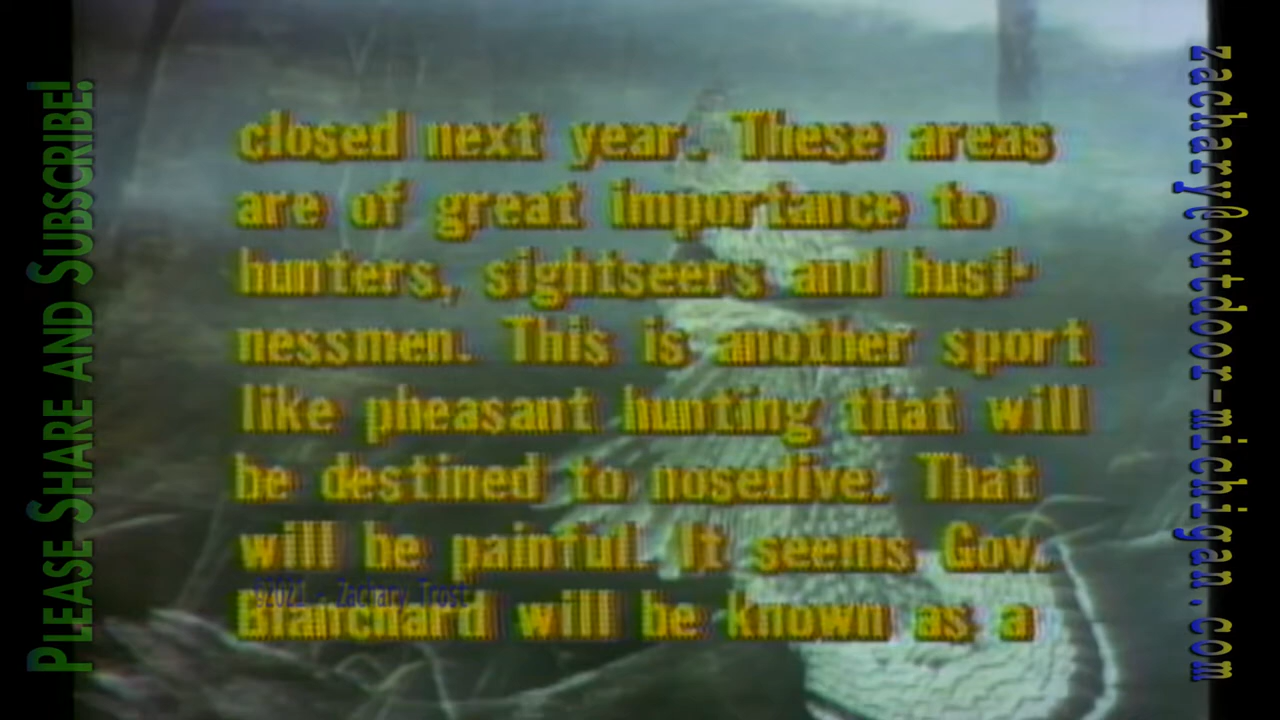 PLEASE SHARE AND SUBSCRIBE!
closed next year. These areas
are of great importance to
hunters, sightseers and busi-
nessmen. This is another sport
like pheasant hunting that will
be destined to nosedive. That
will be painful. It seems Gov.
©2021 - Zachary Trost
Blanchard will be known as a
zachary@outdoor-michigan.com